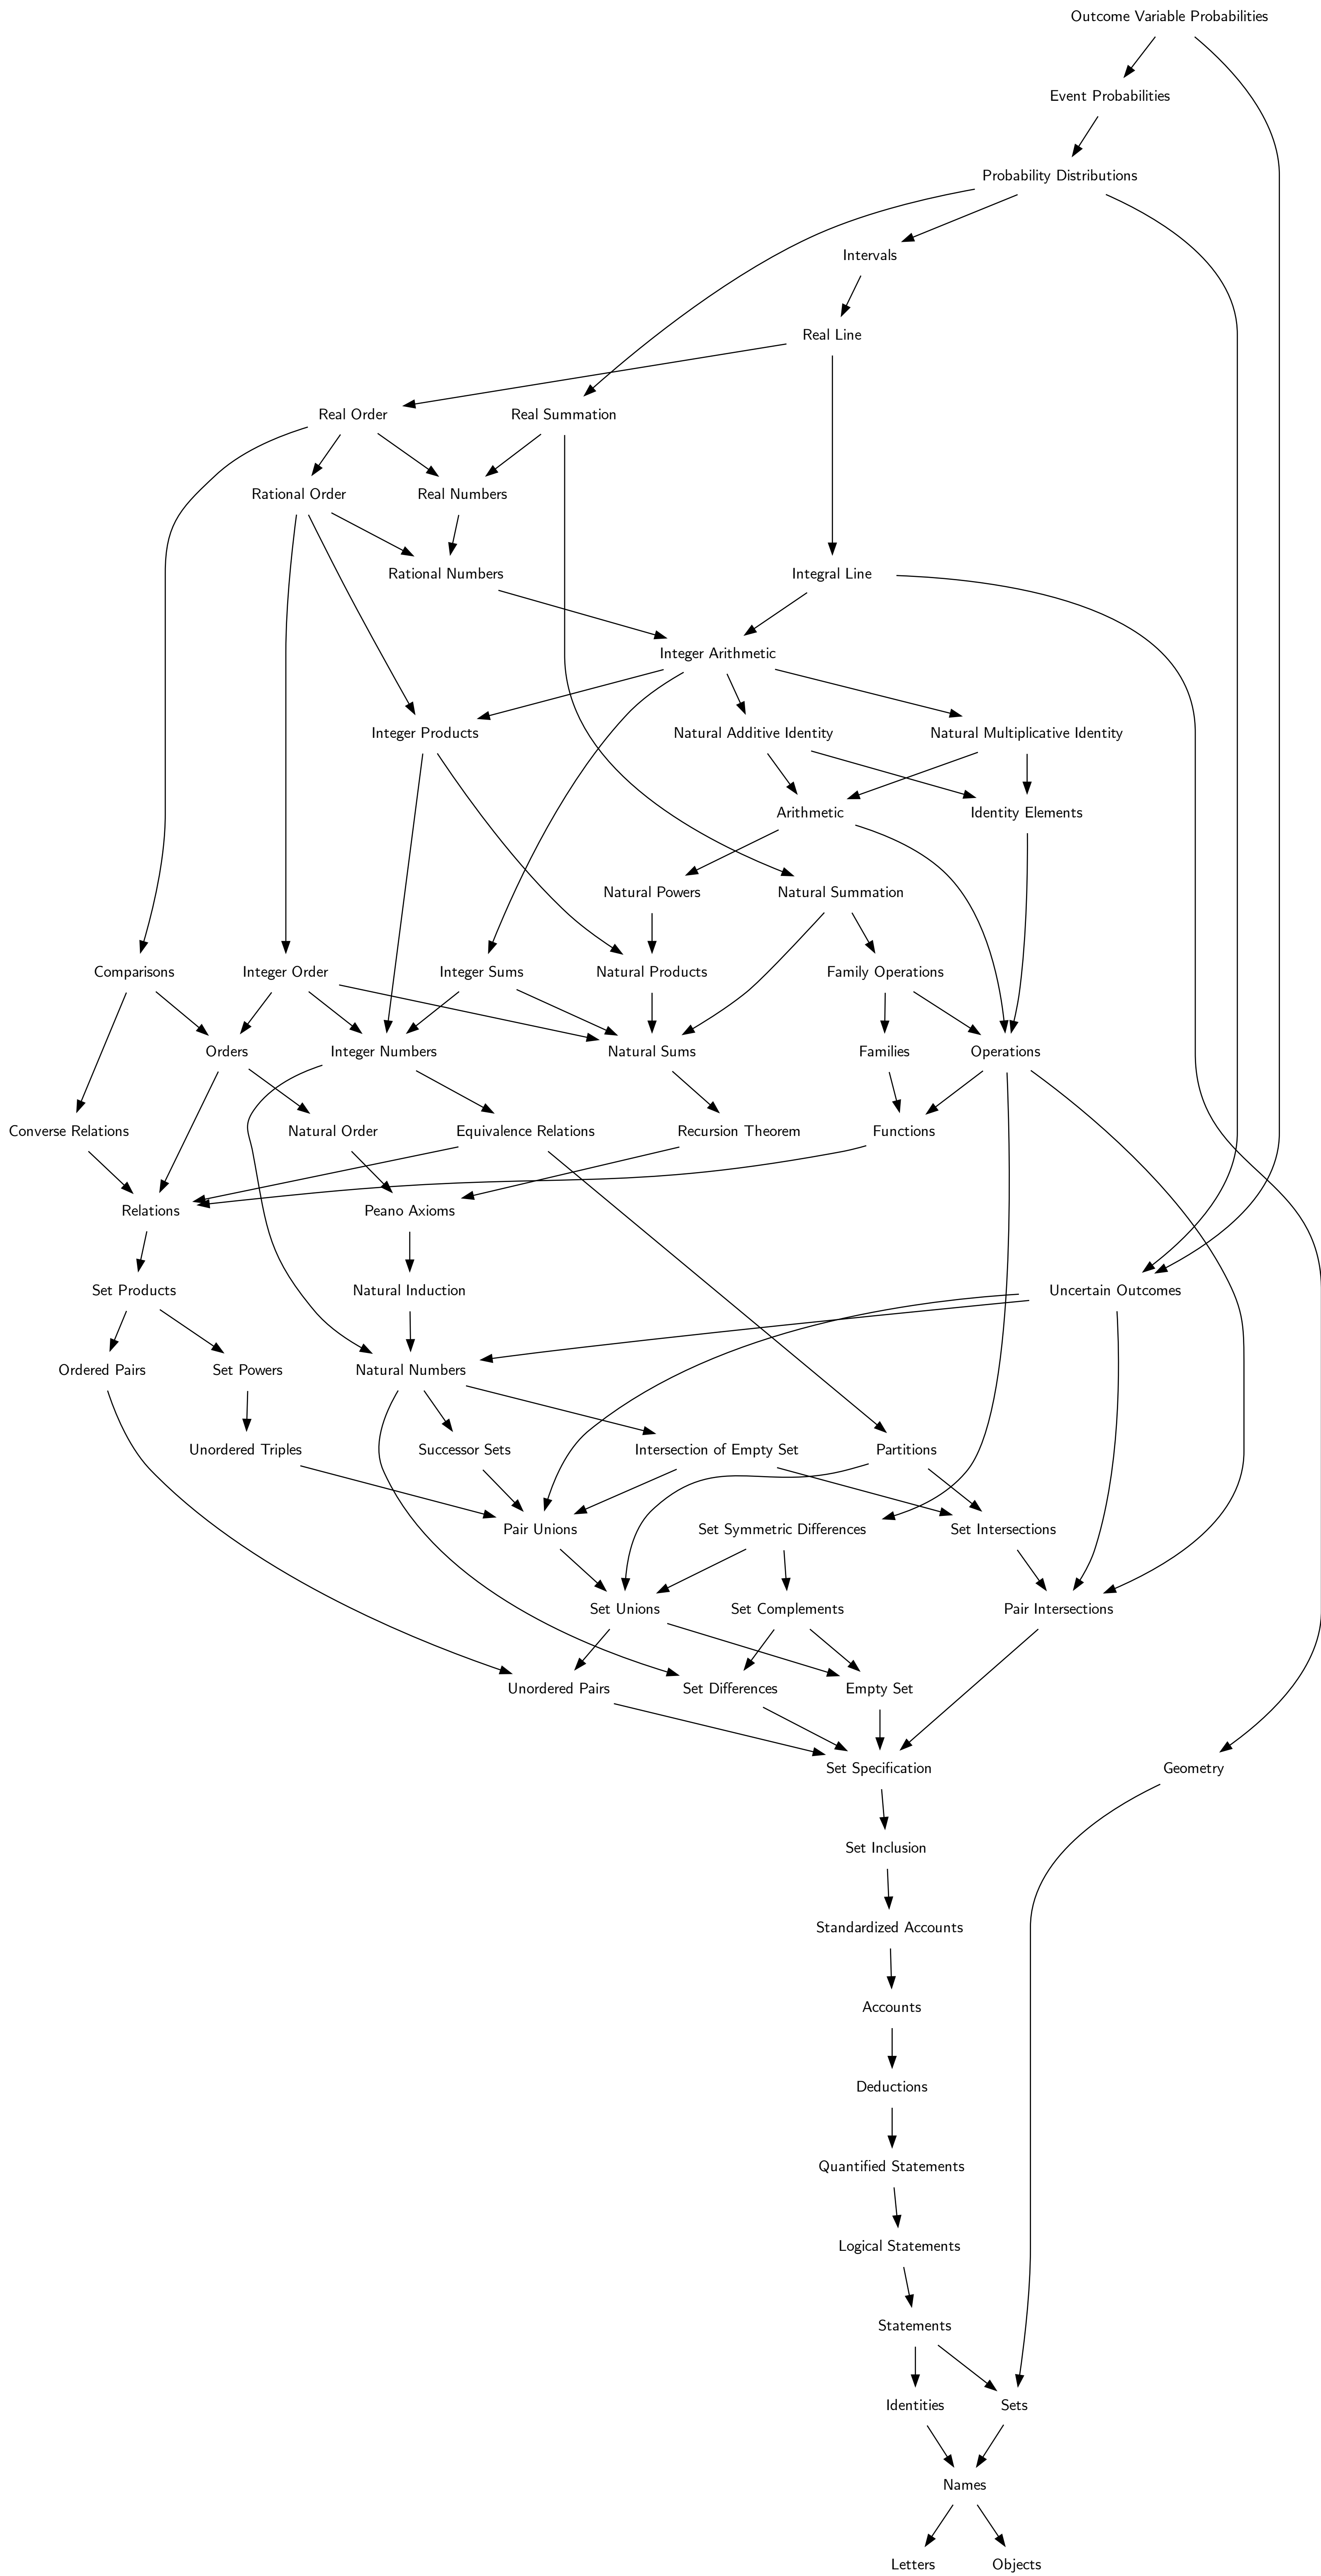 Outcome Variable Probabilities
Event Probabilities
Probability Distributions
Intervals
Real Line
Real Order
Real Summation
Rational Order
Real Numbers
Rational Numbers
Integral Line
Integer Arithmetic
Integer Products
Natural Additive Identity
Natural Multiplicative Identity
Arithmetic
Identity Elements
Natural Powers
Natural Summation
Comparisons
Integer Order
Integer Sums
Natural Products
Family Operations
Orders
Integer Numbers
Natural Sums
Families
Operations
Converse Relations
Natural Order
Equivalence Relations
Recursion Theorem
Functions
Relations
Peano Axioms
Set Products
Natural Induction
Uncertain Outcomes
Ordered Pairs
Set Powers
Natural Numbers
Unordered Triples
Successor Sets
Intersection of Empty Set
Partitions
Pair Unions
Set Symmetric Differences
Set Intersections
Set Unions
Set Complements
Pair Intersections
Unordered Pairs
Set Differences
Empty Set
Set Specification
Geometry
Set Inclusion
Standardized Accounts
Accounts
Deductions
Quantified Statements
Logical Statements
Statements
Identities
Sets
Names
Letters
Objects